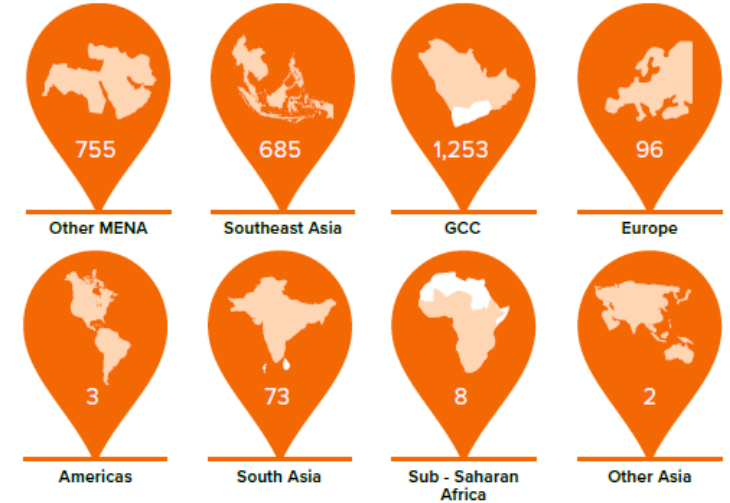 755
685
1,253
96
Other MENA
Southeast Asia
GCC
Europe
3
73
8
2
Americas
South Asia
Sub - Saharan
Africa
Other Asia